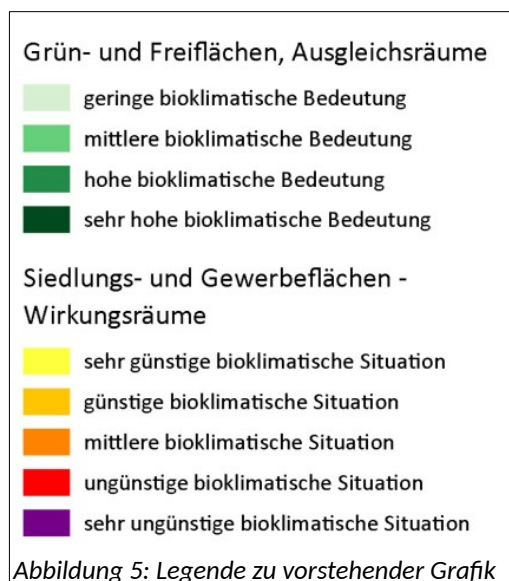 Grün- und Freiflächen, Ausgleichsräume
geringe bioklimatische Bedeutung
mittlere bioklimatische Bedeutung
hohe bioklimatische Bedeutung
sehr hohe bioklimatische Bedeutung
Siedlungs- und Gewerbeflächen -
Wirkungsräume
sehr günstige bioklimatische Situation
günstige bioklimatische Situation
mittlere bioklimatische Situation
ungünstige bioklimatische Situation
sehr ungünstige bioklimatische Situation
Abbildung 5: Legende zu vorstehender Grafik